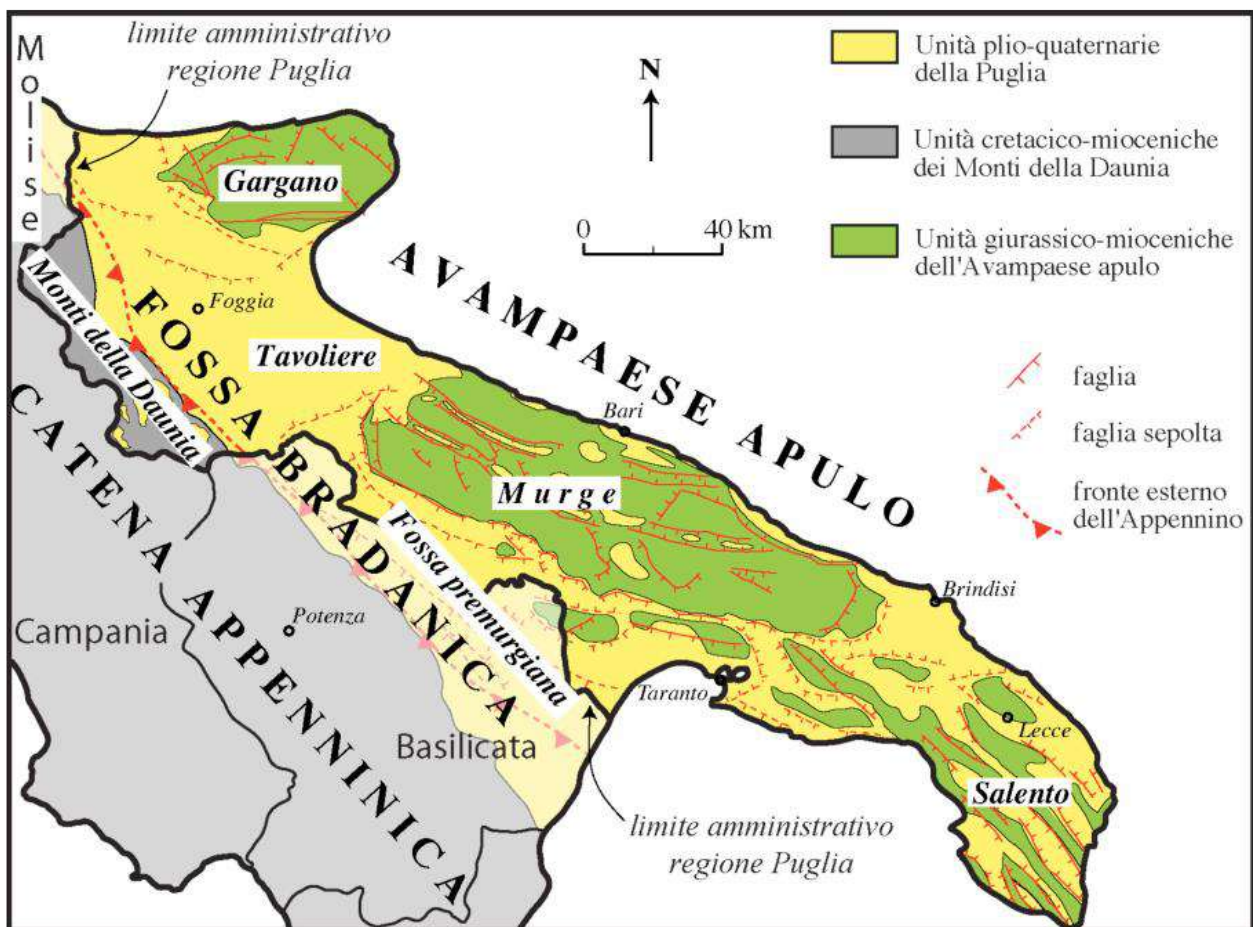 Molise
limite amministrativo
regione Puglia
N
0 40 km
Unità plio-quaternarie
della Puglia
Unità cretacico-mioceniche
dei Monti della Daunia
Unità giurassico-mioceniche
dell'Avampaese apulo
faglia
faglia sepolta
fronte esterno
dell'Appennino
Gargano
AVAMPAESE APULO
Monti della Daunia
Foggia
FOSSA BRADANICA
Tavoliere
Bari
Murge
CATENA APPENNINICA
Fossa premurgiana
Brindisi
Campania
Potenza
Taranto
Lecce
Basilicata
Salento
limite amministrativo
regione Puglia